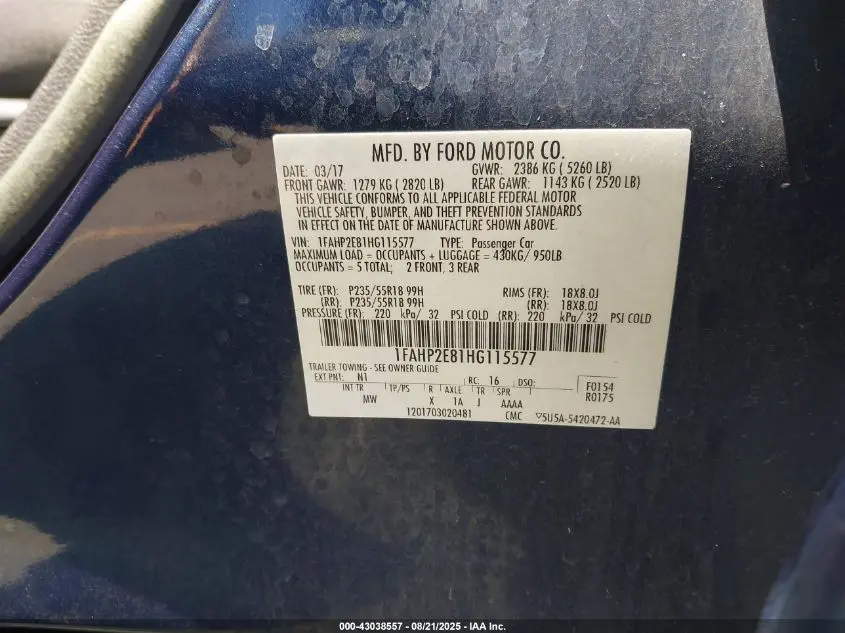 MFD. BY FORD MOTOR CO.
DATE: 03/17 GVWR: 2386 KG ( 5260 LB)
FRONT GAWR: 1279 KG ( 2820 LB) REAR GAWR: 1143 KG ( 2520 LB)
THIS VEHICLE CONFORMS TO ALL APPLICABLE FEDERAL MOTOR
VEHICLE SAFETY, BUMPER, AND THEFT PREVENTION STANDARDS
IN EFFECT ON THE DATE OF MANUFACTURE SHOWN ABOVE.
VIN: 1FAHP2E81HG115577 TYPE: Passenger Car
MAXIMUM LOAD = OCCUPANTS + LUGGAGE = 430KG/ 950LB
OCCUPANTS = 5 TOTAL; 2 FRONT, 3 REAR
TIRE (FR): P235/55R18 99H RIMS (FR): 18X8.0J
(RR): P235/55R18 99H (RR): 18X8.0J
PRESSURE (FR): 220 kPa/ 32 PSI COLD (RR): 220 kPa/ 32 PSI COLD
1FAHP2E81HG115577
TRAILER TOWING - SEE OWNER GUIDE
EXT PNT: N1 RC: 16 DSO: F0154
INT TR TP/PS R AXLE TR SPR R0175
MW X 1A J AAAA
1201703020481 CMC 5U5A-5420472-AA
000-43038557 - 08/21/2025 - IAA Inc.